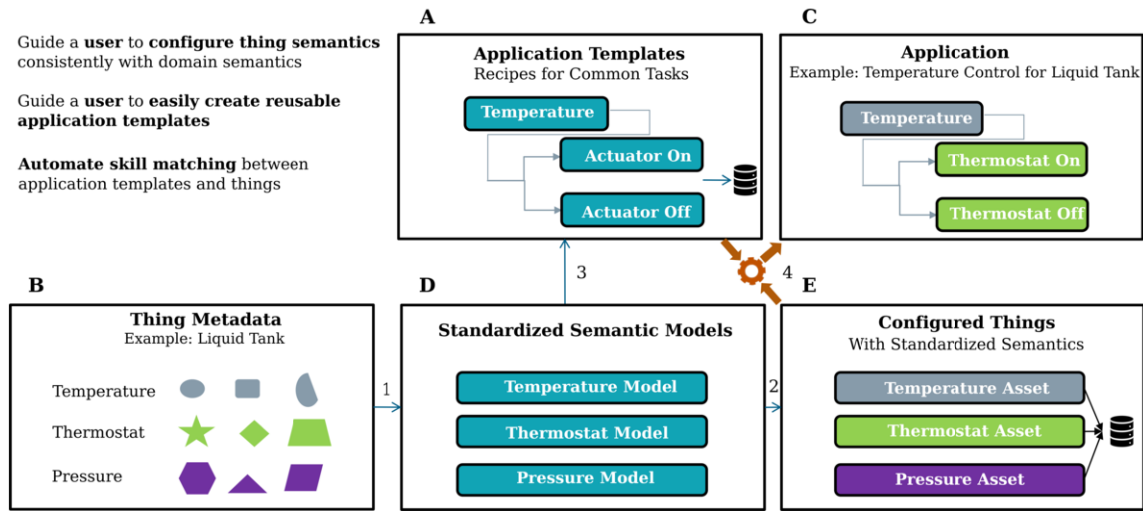 Guide a user to configure thing semantics
consistently with domain semantics
Guide a user to easily create reusable
application templates
Automate skill matching between
application templates and things
A
Application Templates
Recipes for Common Tasks
Temperature
Actuator On
Actuator Off
C
Application
Example: Temperature Control for Liquid Tank
Temperature
Thermostat On
Thermostat Off
3
4
B
Thing Metadata
Example: Liquid Tank
Temperature
Thermostat
Pressure
1
D
Standardized Semantic Models
Temperature Model
Thermostat Model
Pressure Model
2
E
Configured Things
With Standardized Semantics
Temperature Asset
Thermostat Asset
Pressure Asset